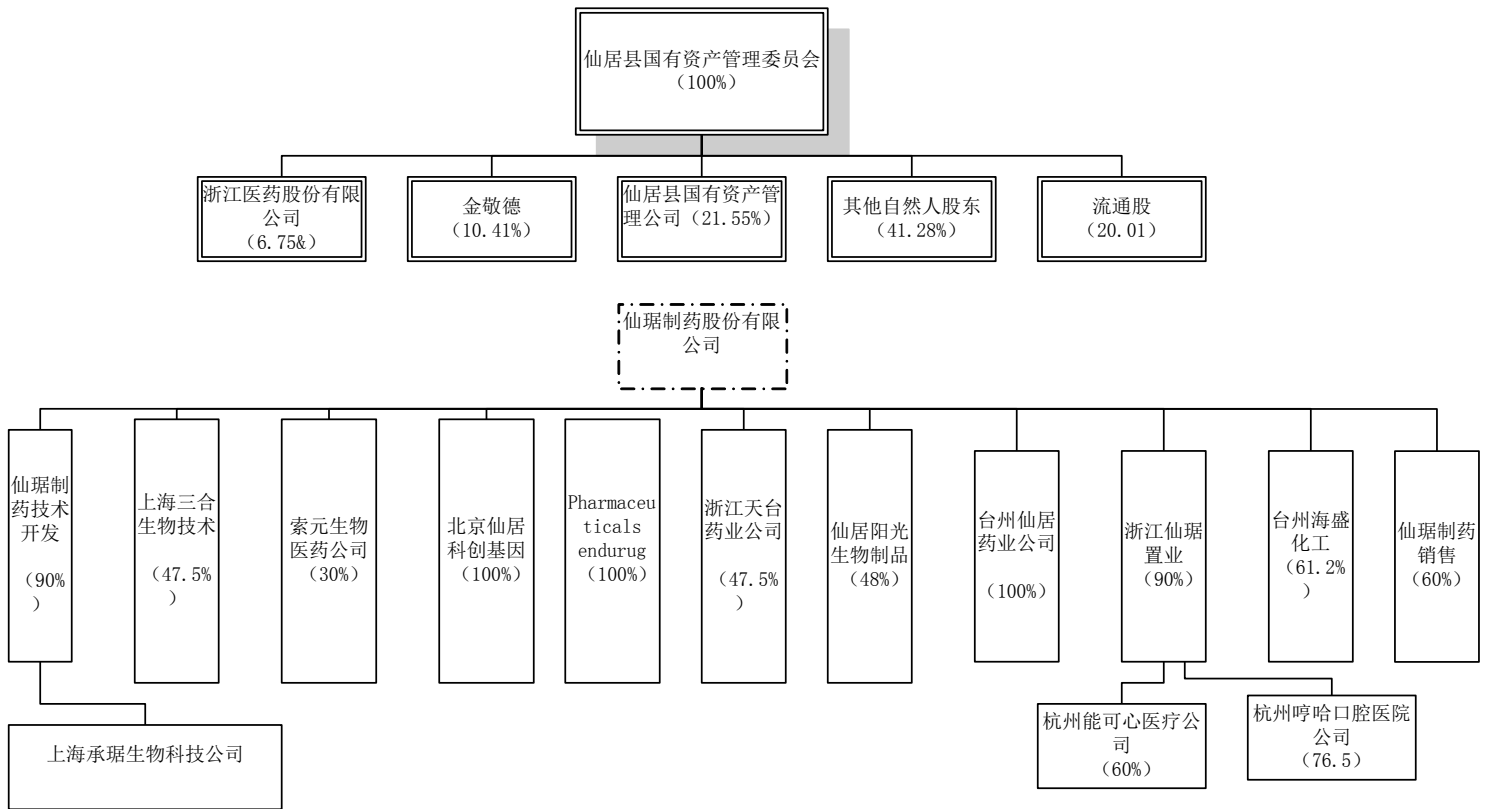 仙居县国有资产管理委员会
（100%）
浙江医药股份有限
公司
（6.75&）
金敬德
（10.41%）
仙居县国有资产管
理公司（21.55%）
其他自然人股东
（41.28%）
流通股
（20.01）
仙琚制药股份有限
公司
仙琚制
药技术
开发
（90%
）
上海三合
生物技术
（47.5%
）
索元生物
医药公司
（30%）
北京仙居
科创基因
（100%）
Pharmaceu
ticals
endurug
（100%）
浙江天台
药业公司
（47.5%
）
仙居阳光
生物制品
（48%）
台州仙居
药业公司
（100%）
浙江仙琚
置业
（90%）
台州海盛
化工
（61.2%
）
仙琚制药
销售
（60%）
上海承琚生物科技公司
杭州能可心医疗公
司
（60%）
杭州哼哈口腔医院
公司
（76.5）